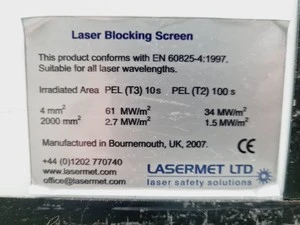 Laser Blocking Screen
This product conforms with EN 60825-4:1997.
Suitable for all laser wavelengths.
Irradiated Area PEL (T3) 10s PEL (T2) 100 s
4 mm² 61 MW/m² 34 MW/m²
2000 mm² 2.7 MW/m² 1.5 MW/m²
Manufactured in Bournemouth, UK, 2007. CE
+44 (0)1202 770740
www.lasermet.com LASERMET LTD
office@lasermet.com laser safety solutions